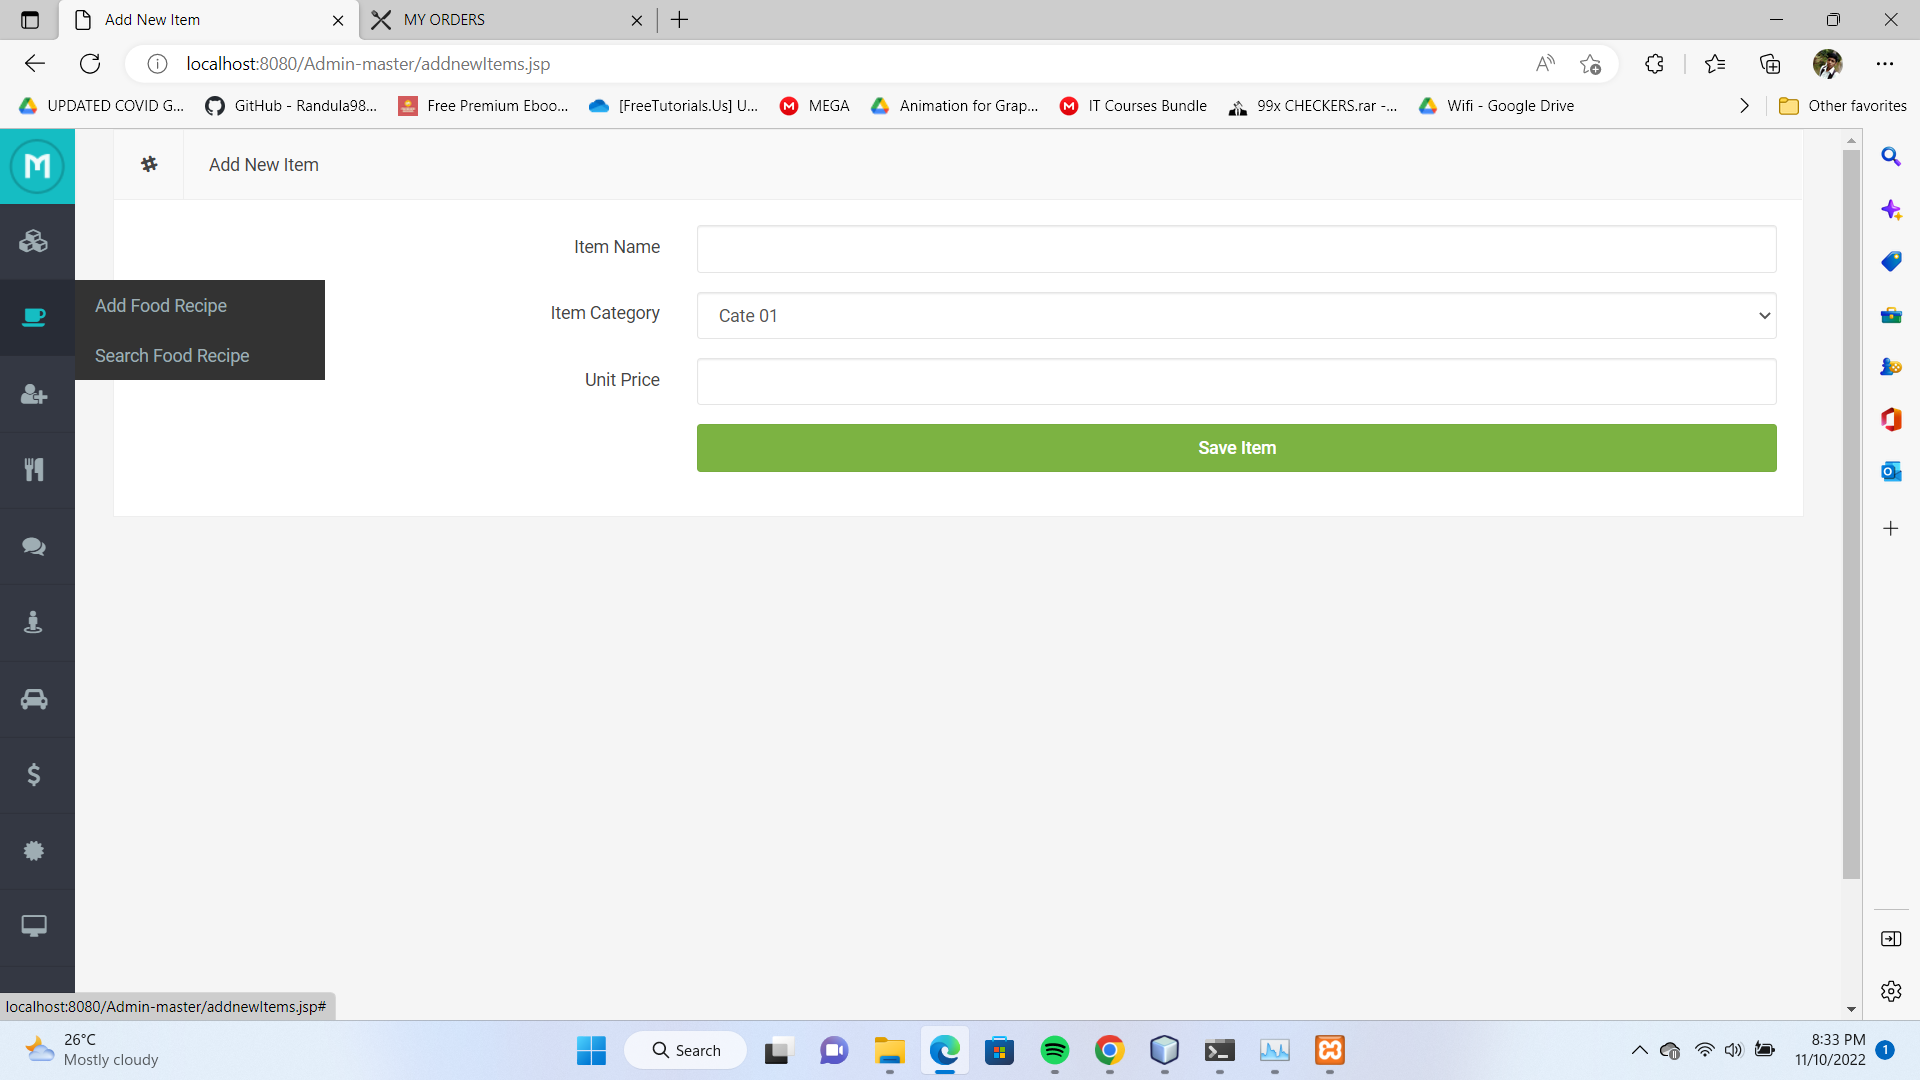 Add New Item
MY ORDERS
localhost:8080/Admin-master/addnewItems.jsp
UPDATED COVID G...
GitHub - Randula98...
Free Premium Eboo...
[FreeTutorials.Us] U...
MEGA
Animation for Grap...
IT Courses Bundle
99x CHECKERS.rar -...
Wifi - Google Drive
Other favorites
M
Add New Item
Item Name
Add Food Recipe
Item Category
Cate 01
Search Food Recipe
Unit Price
Save Item
localhost:8080/Admin-master/addnewItems.jsp#
26°C
Mostly cloudy
Search
8:33 PM
11/10/2022
1